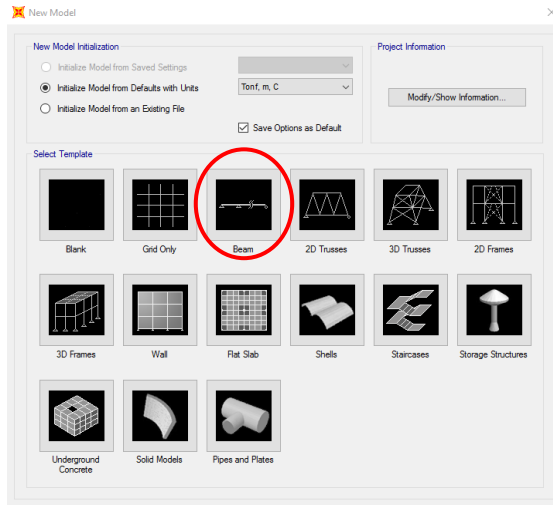 New Model
New Model Initialization
Project Information
Initialize Model from Saved Settings
Initialize Model from Defaults with Units
Tonf, m, C
Modify/Show Information...
Initialize Model from an Existing File
Save Options as Default
Select Template
Blank
Grid Only
Beam
2D Trusses
3D Trusses
2D Frames
3D Frames
Wall
Flat Slab
Shells
Staircases
Storage Structures
Underground
Concrete
Solid Models
Pipes and Plates